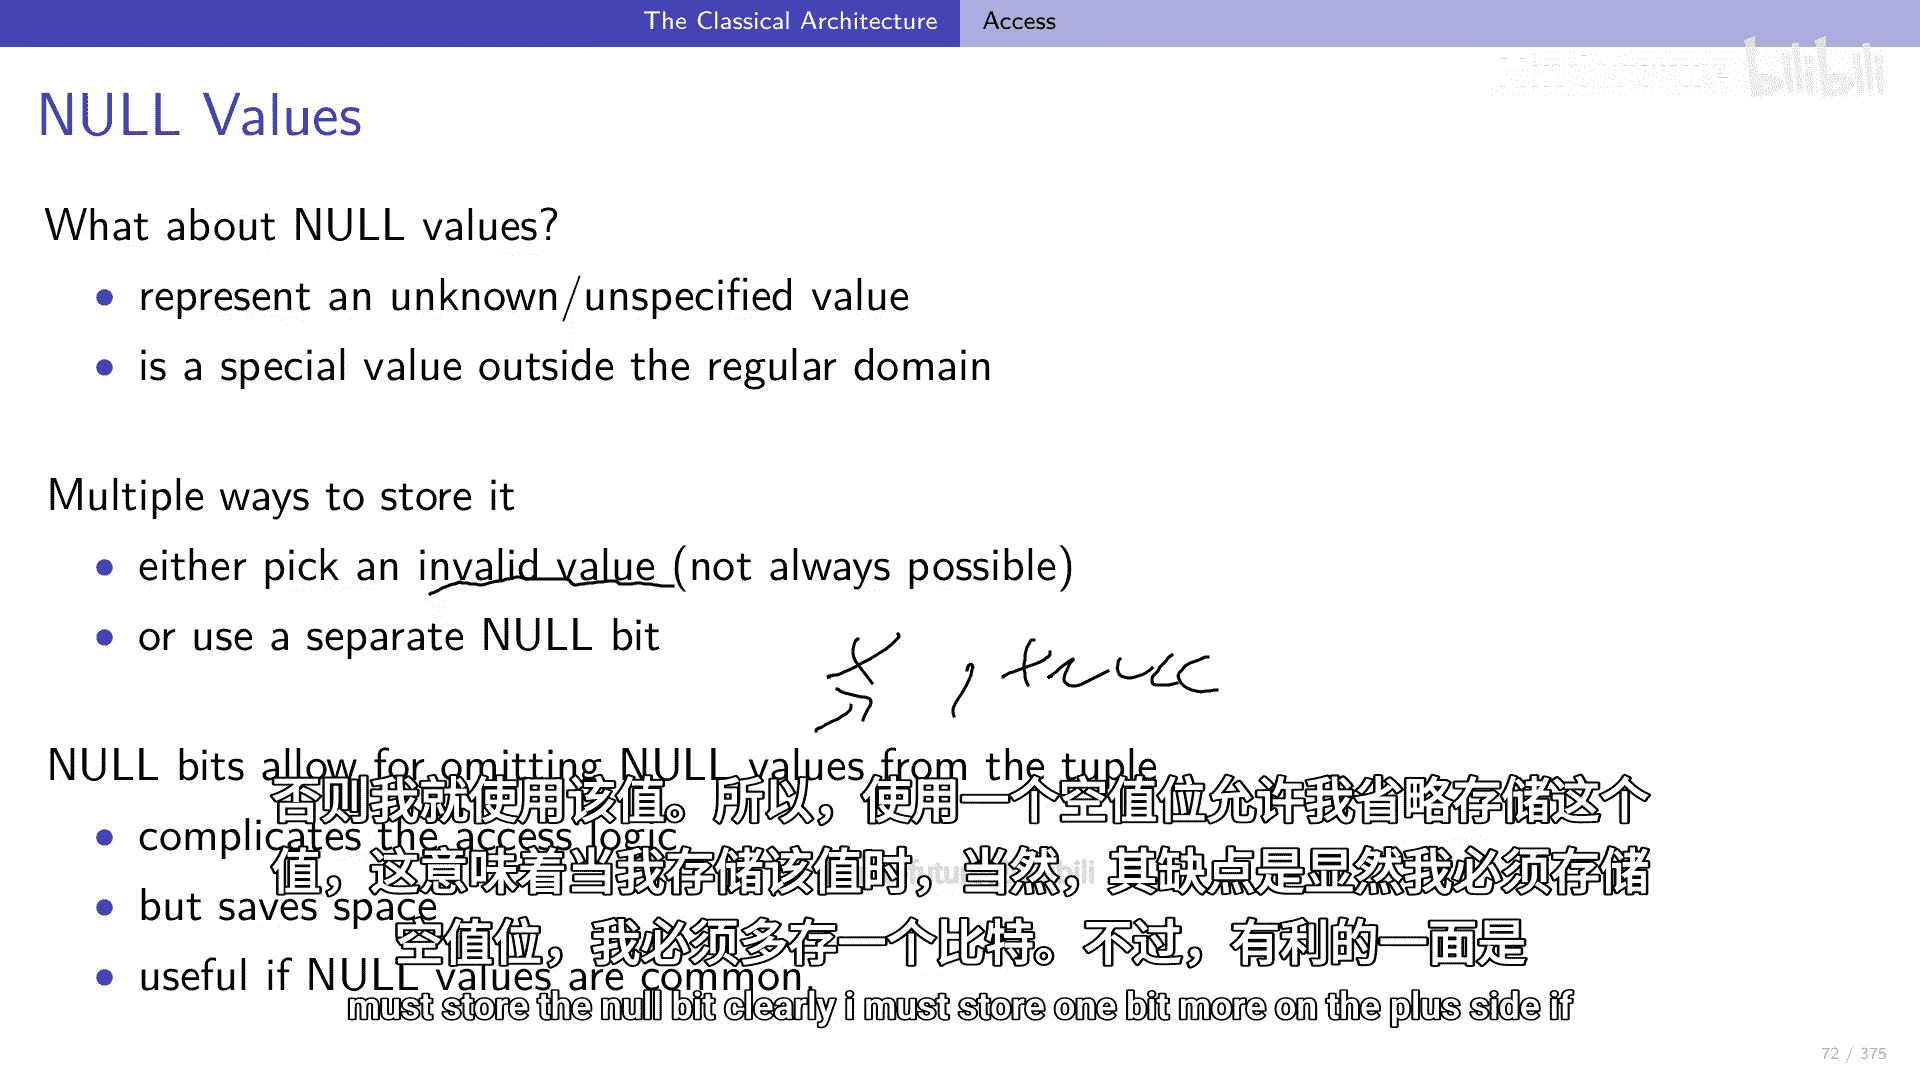 The Classical Architecture Access
bilibili
NULL Values
What about NULL values?
• represent an unknown/unspecified value
• is a special value outside the regular domain
Multiple ways to store it
• either pick an invalid value (not always possible)
• or use a separate NULL bit
NULL bits allow for omitting NULL values from the tuple
否则我就使用该值。所以，使用一个空值位允许我省略存储这个
• complicates the access logic
值，这意味着当我存储该值时，当然，其缺点是显然我必须存储
• but saves space
空值位，我必须多存一个比特。不过，有利的一面是
• useful if NULL values are common.
must store the null bit clearly i must store one bit more on the plus side if
72 / 375